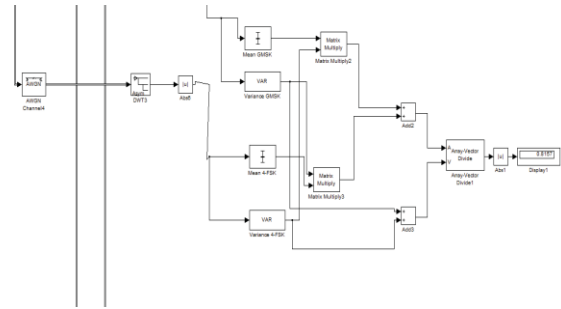 Mean GMSK
Matrix
Multiply
Matrix Multiply2
AWGN
AWGN
Channel4
Asym
DWT3
|u|
VAR
Variance GMSK
+
+
Add2
Mean 4-FSK
Matrix
Multiply
Matrix Multiply3
A
V
Array-Vector
Divide
Array-Vector
Divide1
|u|
Abs1
Display1
VAR
Variance 4-FSK
+
+
Add3